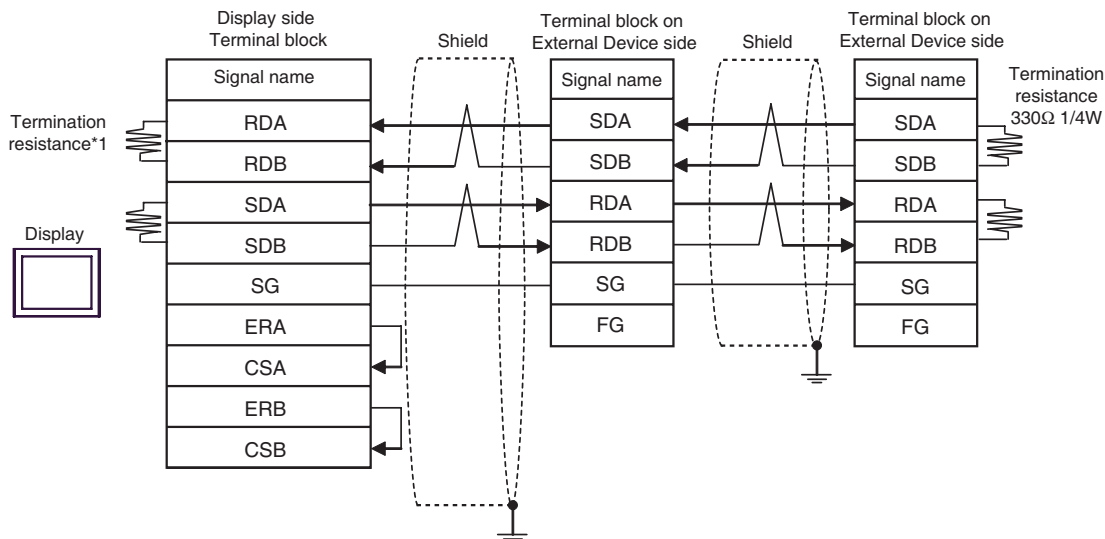 Display side
Terminal block
Shield
Terminal block on
External Device side
Shield
Terminal block on
External Device side
Signal name
RDA
RDB
SDA
SDB
SG
ERA
CSA
ERB
CSB
Signal name
SDA
SDB
RDA
RDB
SG
FG
Signal name
SDA
SDB
RDA
RDB
SG
FG
Termination
resistance*1
Display
Termination
resistance
330Ω 1/4W